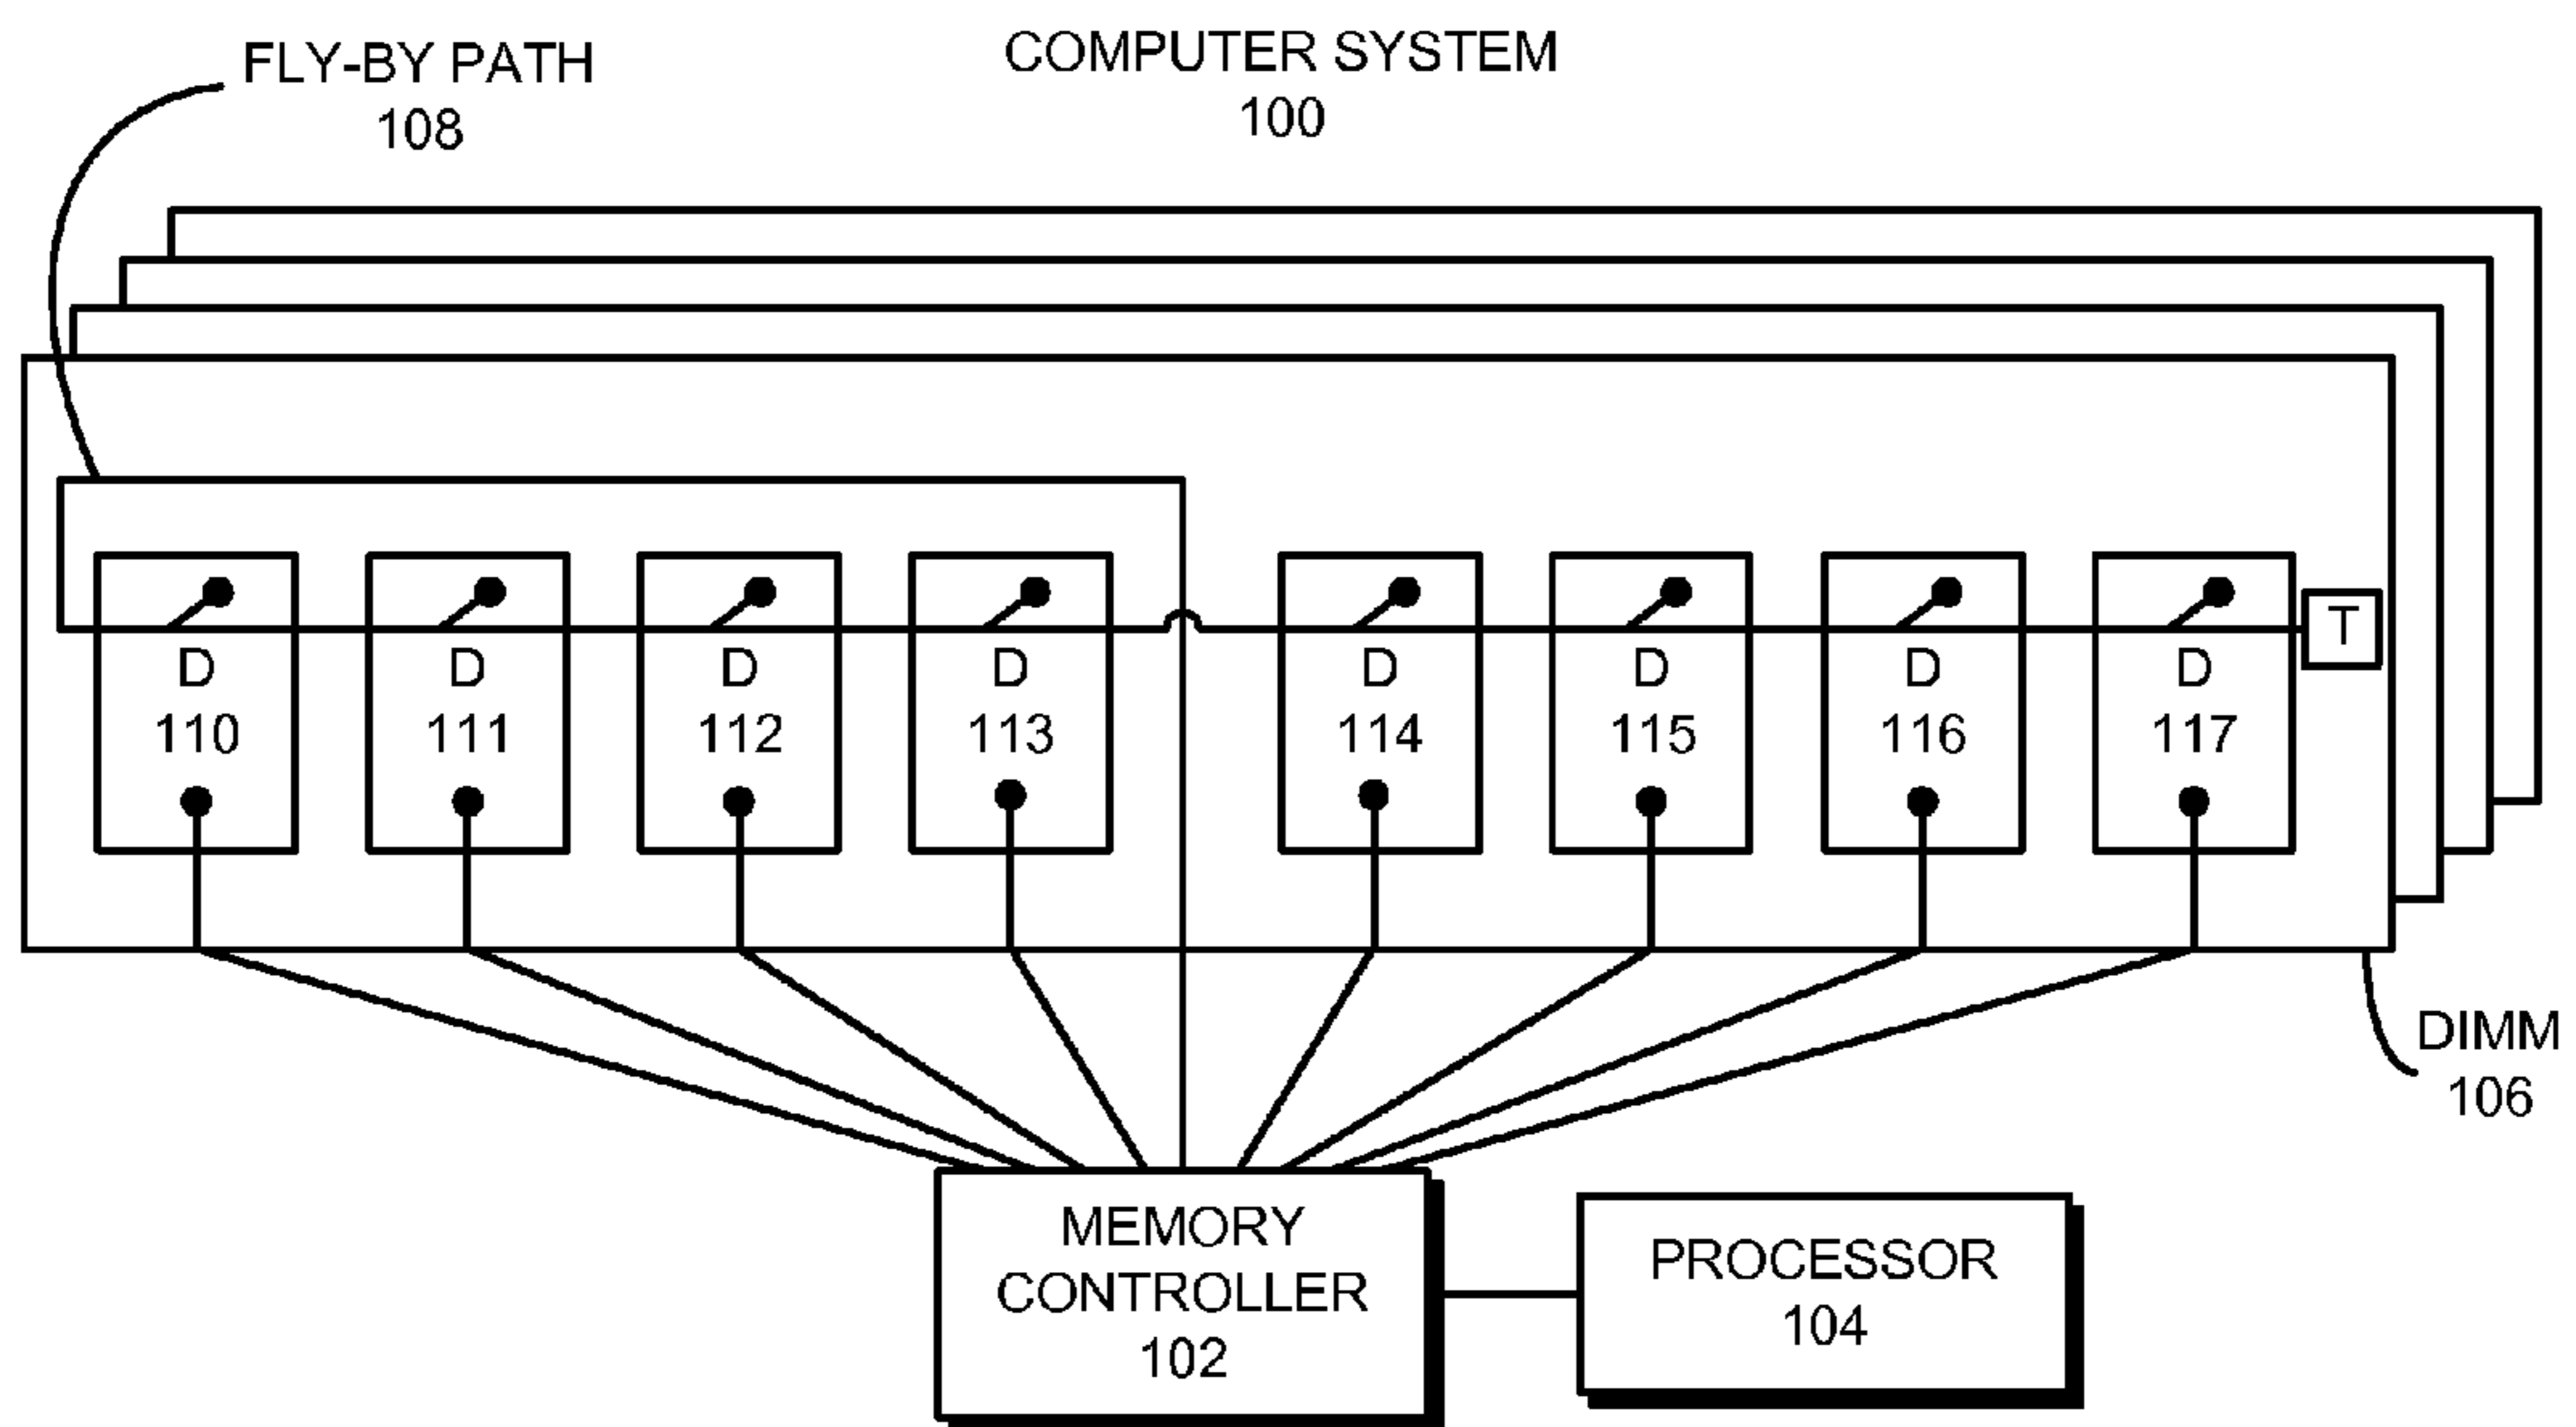 FLY-BY PATH
108
COMPUTER SYSTEM
100
T
D
110
D
111
D
112
D
113
D
114
D
115
D
116
D
117
DIMM
106
MEMORY
CONTROLLER
102
PROCESSOR
104